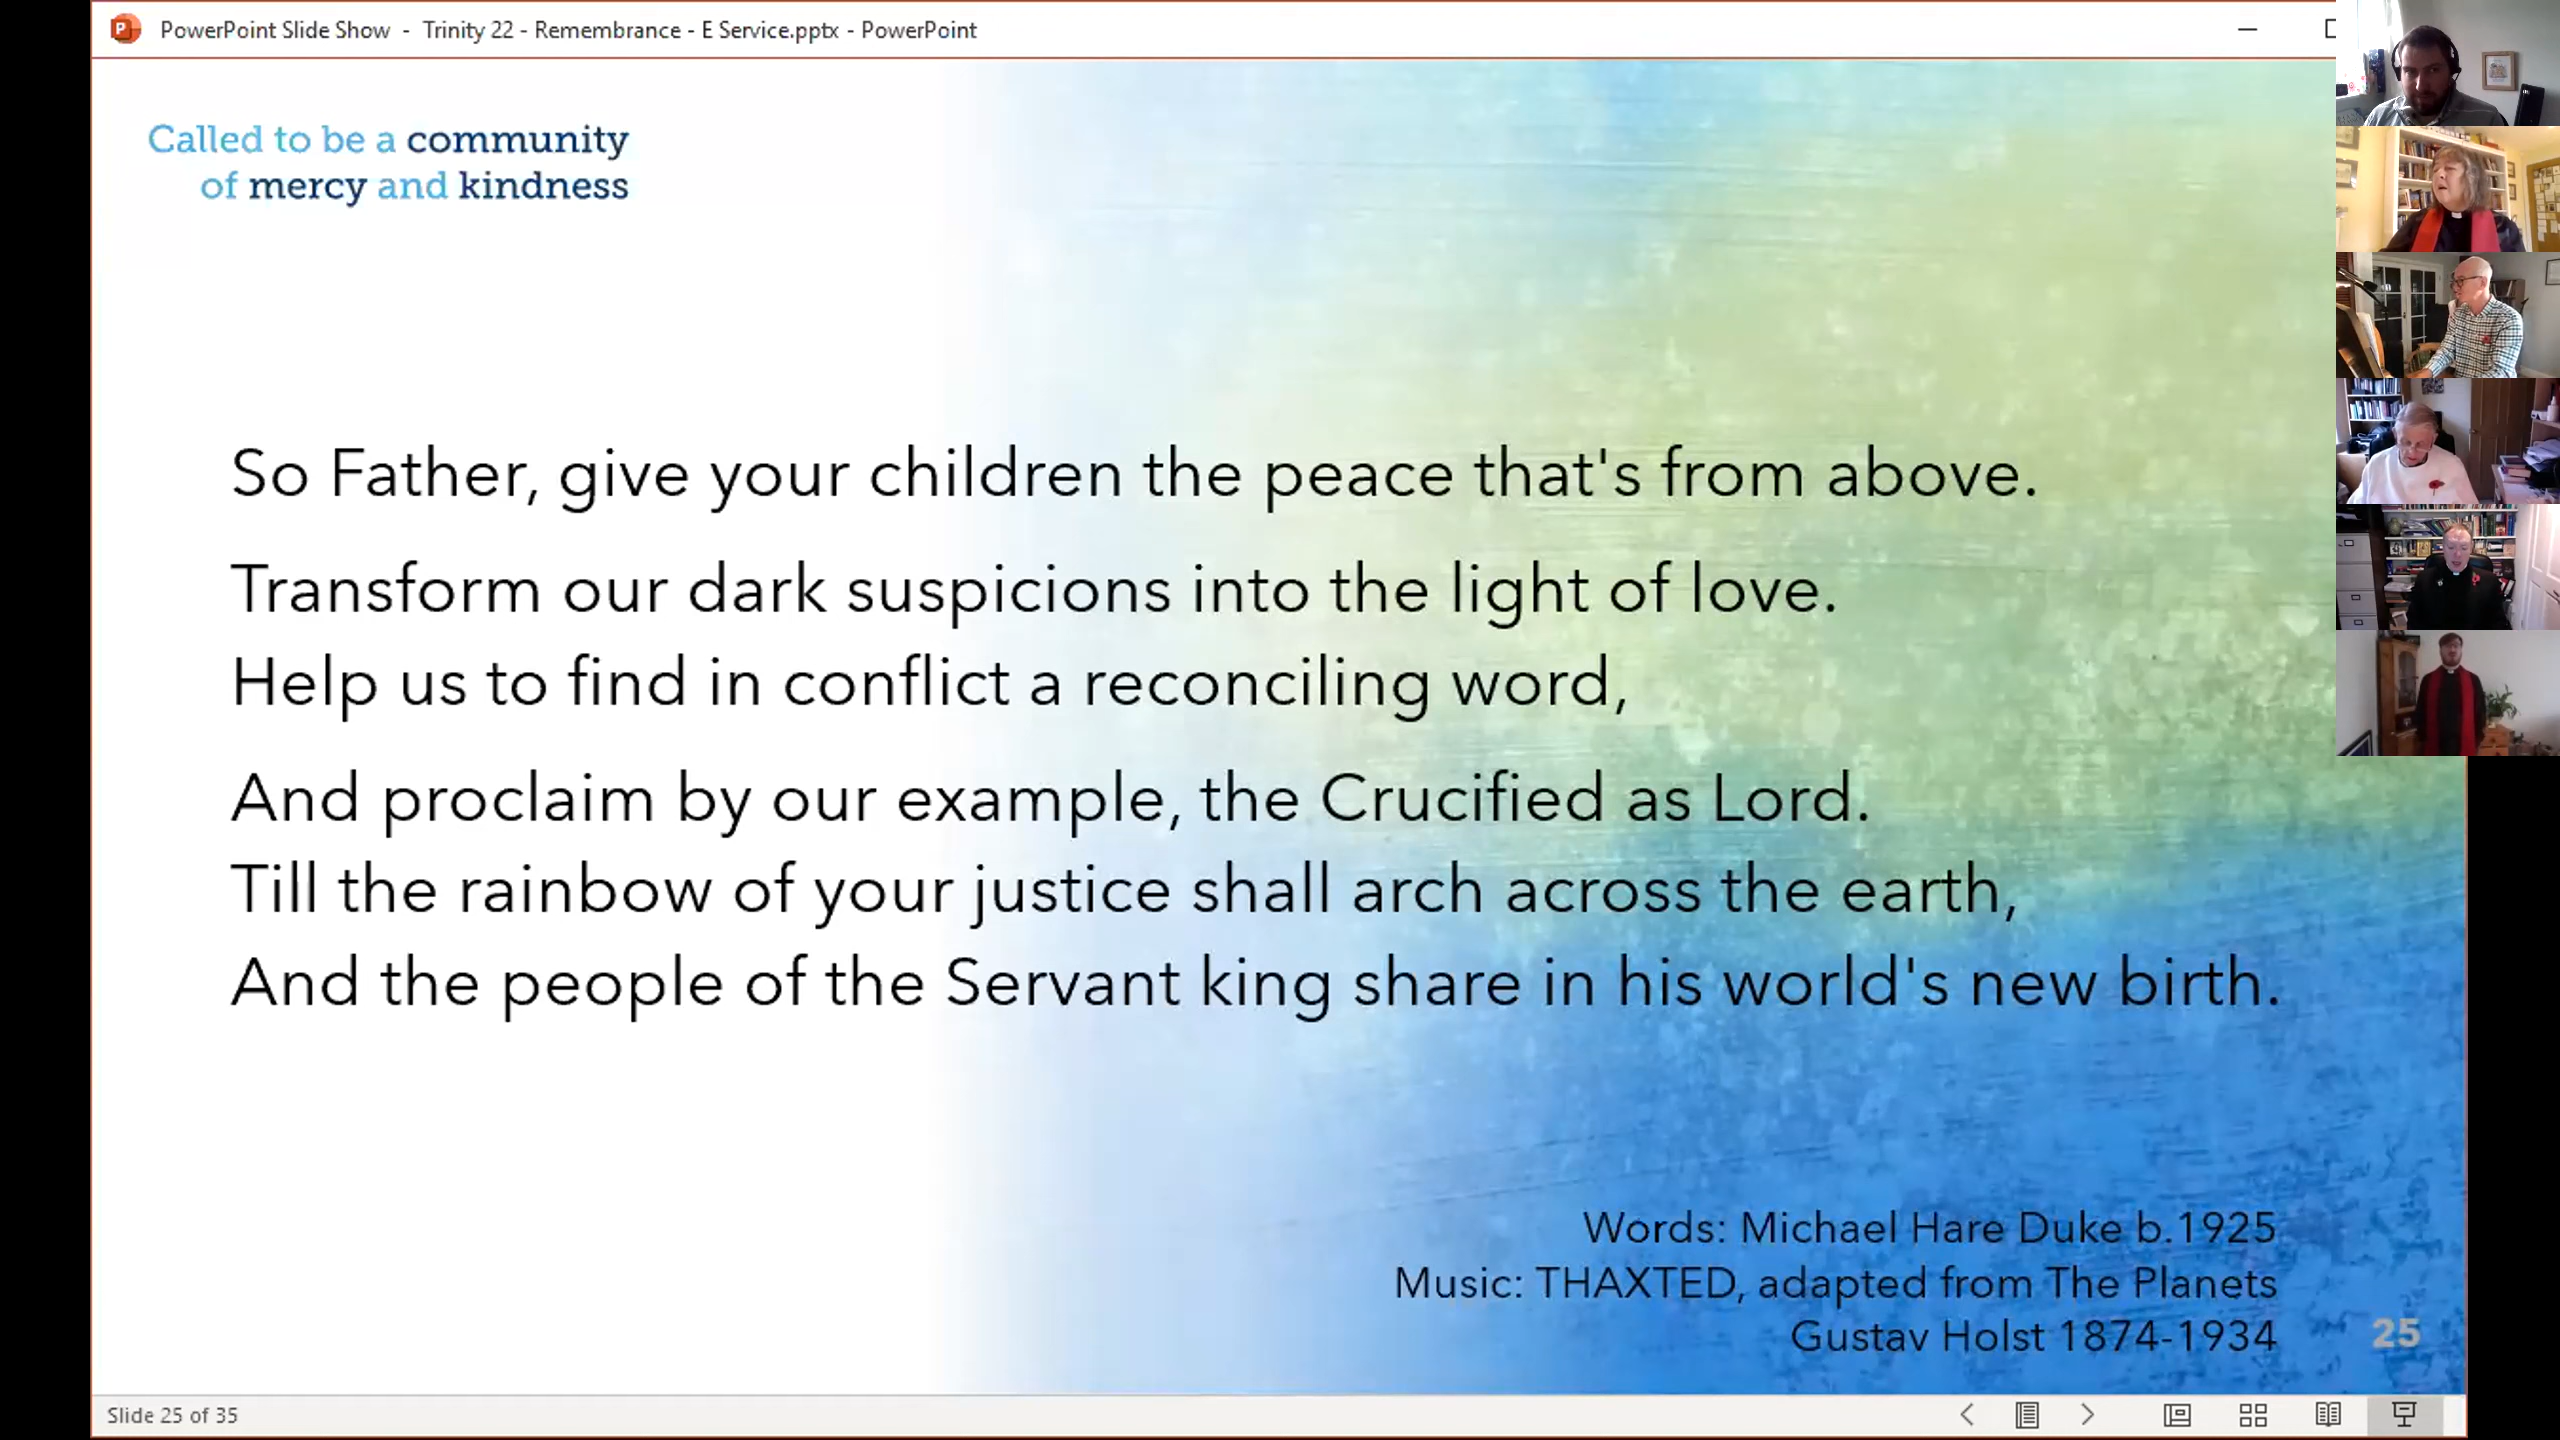 PowerPoint Slide Show - Trinity 22 - Remembrance - E Service.pptx - PowerPoint
Called to be a community
of mercy and kindness
So Father, give your children the peace that's from above.
Transform our dark suspicions into the light of love.
Help us to find in conflict a reconciling word,
And proclaim by our example, the Crucified as Lord.
Till the rainbow of your justice shall arch across the earth,
And the people of the Servant king share in his world's new birth.
Words: Michael Hare Duke b.1925
Music: THAXTED, adapted from The Planets
Gustav Holst 1874-1934
25
Slide 25 of 35